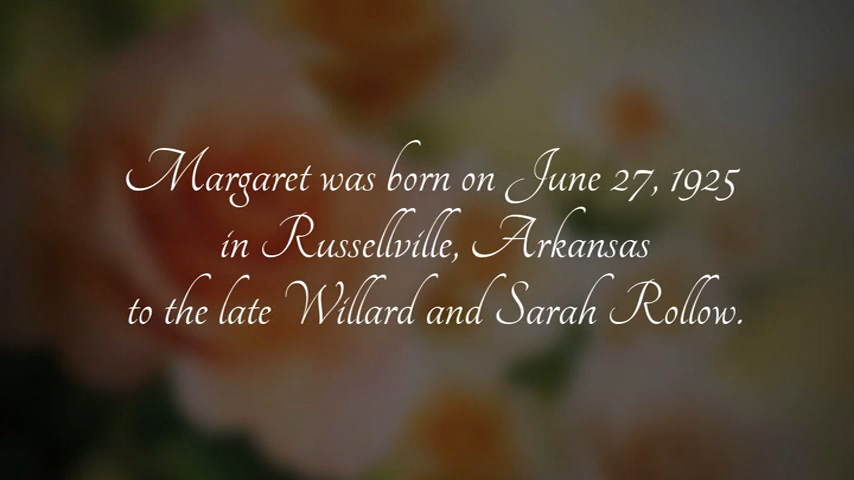 Margaret was born on June 27, 1925
in Russellville, Arkansas
to the late Willard and Sarah Rollow.